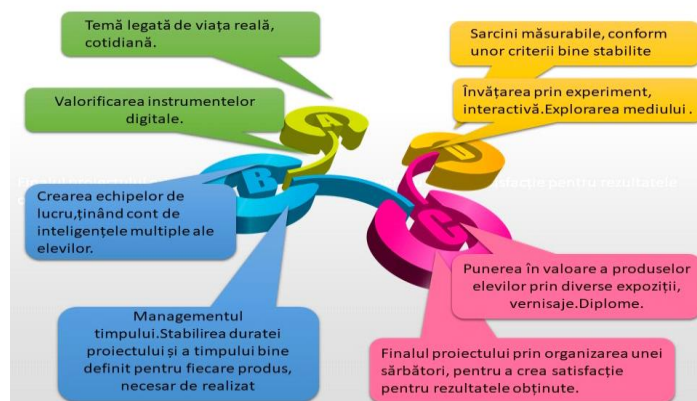 Temă legată de viața reală,
cotidiană.
Valorificarea instrumentelor
digitale.
A
Sarcini măsurabile, conform
unor criterii bine stabilite
Învățarea prin experiment,
interactivă.Explorarea mediului .
D
B
Crearea echipelor de
lucru,ținând cont de
inteligențele multiple ale
elevilor.
Managementul
timpului.Stabilirea duratei
proiectului și a timpului bine
definit pentru fiecare produs,
necesar de realizat
C
Punerea în valoare a produselor
elevilor prin diverse expoziții,
vernisaje.Diplome.
Finalul proiectului prin organizarea unei
sărbători, pentru a crea satisfacție
pentru rezultatele obținute.